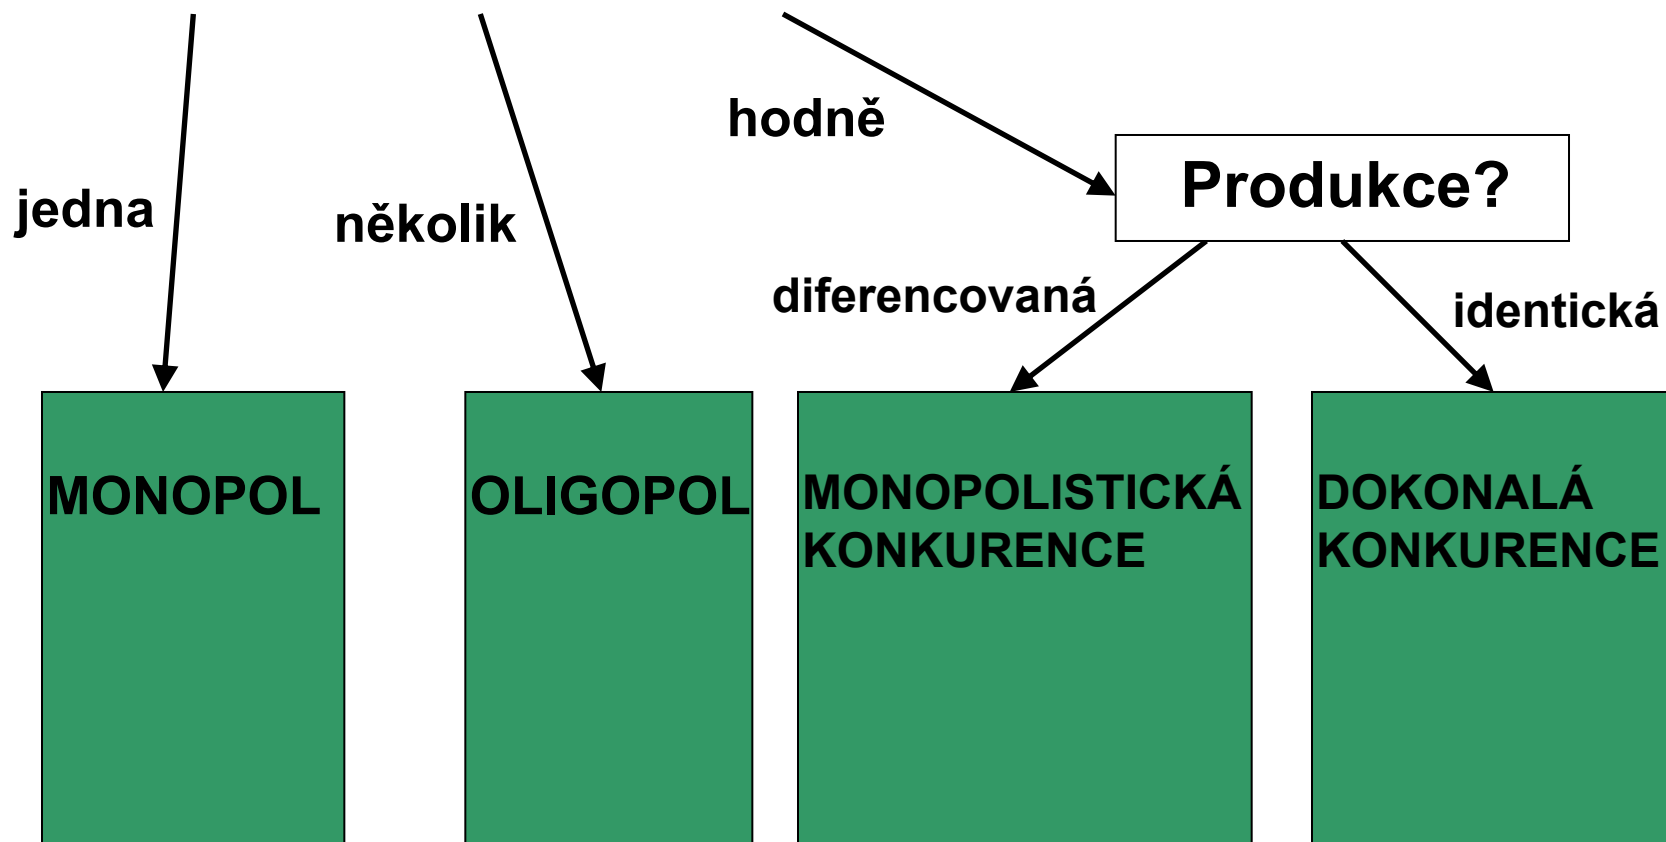 hodně
Produkce?
jedna
několik
diferencovaná
identická
MONOPOL
OLIGOPOL
MONOPOLISTICKÁ
KONKURENCE
DOKONALÁ
KONKURENCE